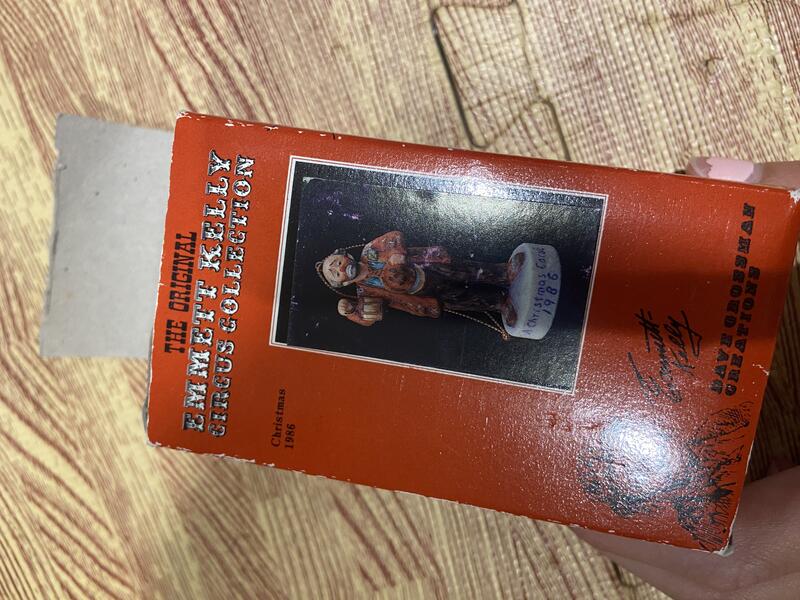 THE ORIGINAL
EMMETT KELLY
CIRCUS COLLECTION
Christmas
1986
A Christmas Carol
1986
Emmett
Kelly
DAVE GROSSMAN
CREATIONS